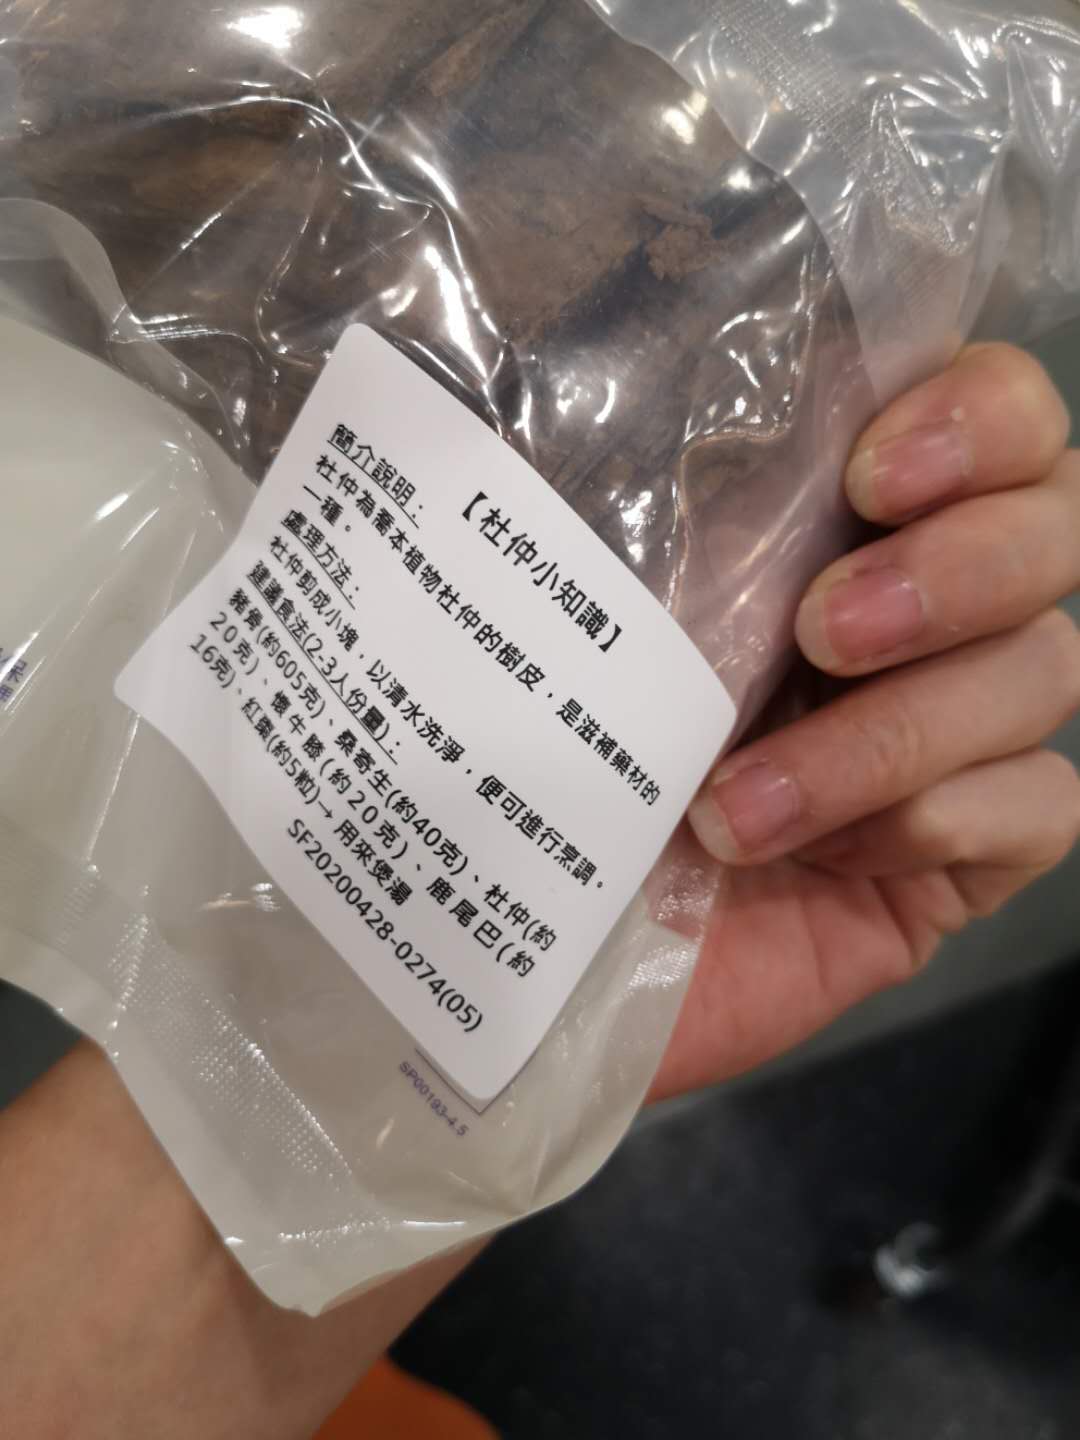 【杜仲小知識】
簡介說明：
杜仲為喬本植物杜仲的樹皮，是滋補藥材的
一種。
處理方法：
杜仲剪成小塊，以清水洗淨，便可進行烹調。
建議食法(2-3人份量)：
豬骨(約605克)、桑寄生(約40克)、杜仲(約
20克)、懷牛膝(約20克)、鹿尾巴(約
16克)、紅棗(約5粒)→用來煲湯
SF20200428-0274(05)
SP00193-4.5